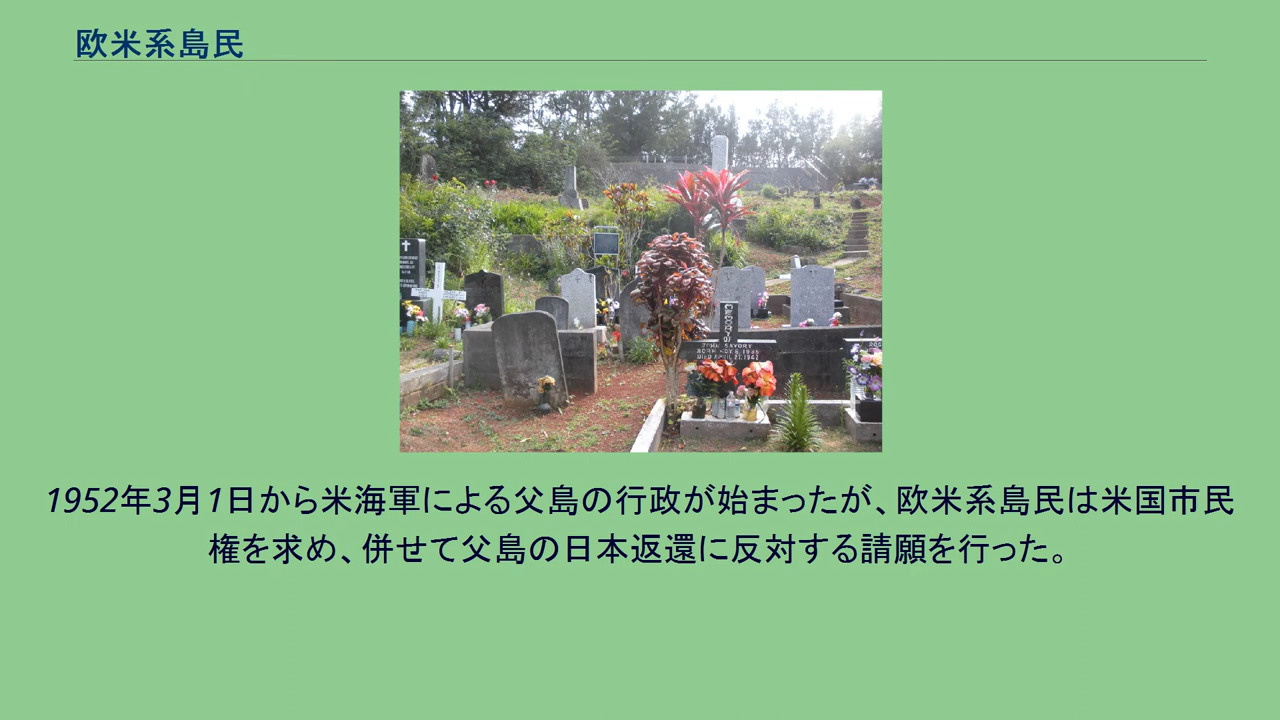 欧米系島民
JOHN SAVORY
1952年3月1日から米海軍による父島の行政が始まったが、欧米系島民は米国市民
権を求め、併せて父島の日本返還に反対する請願を行った。